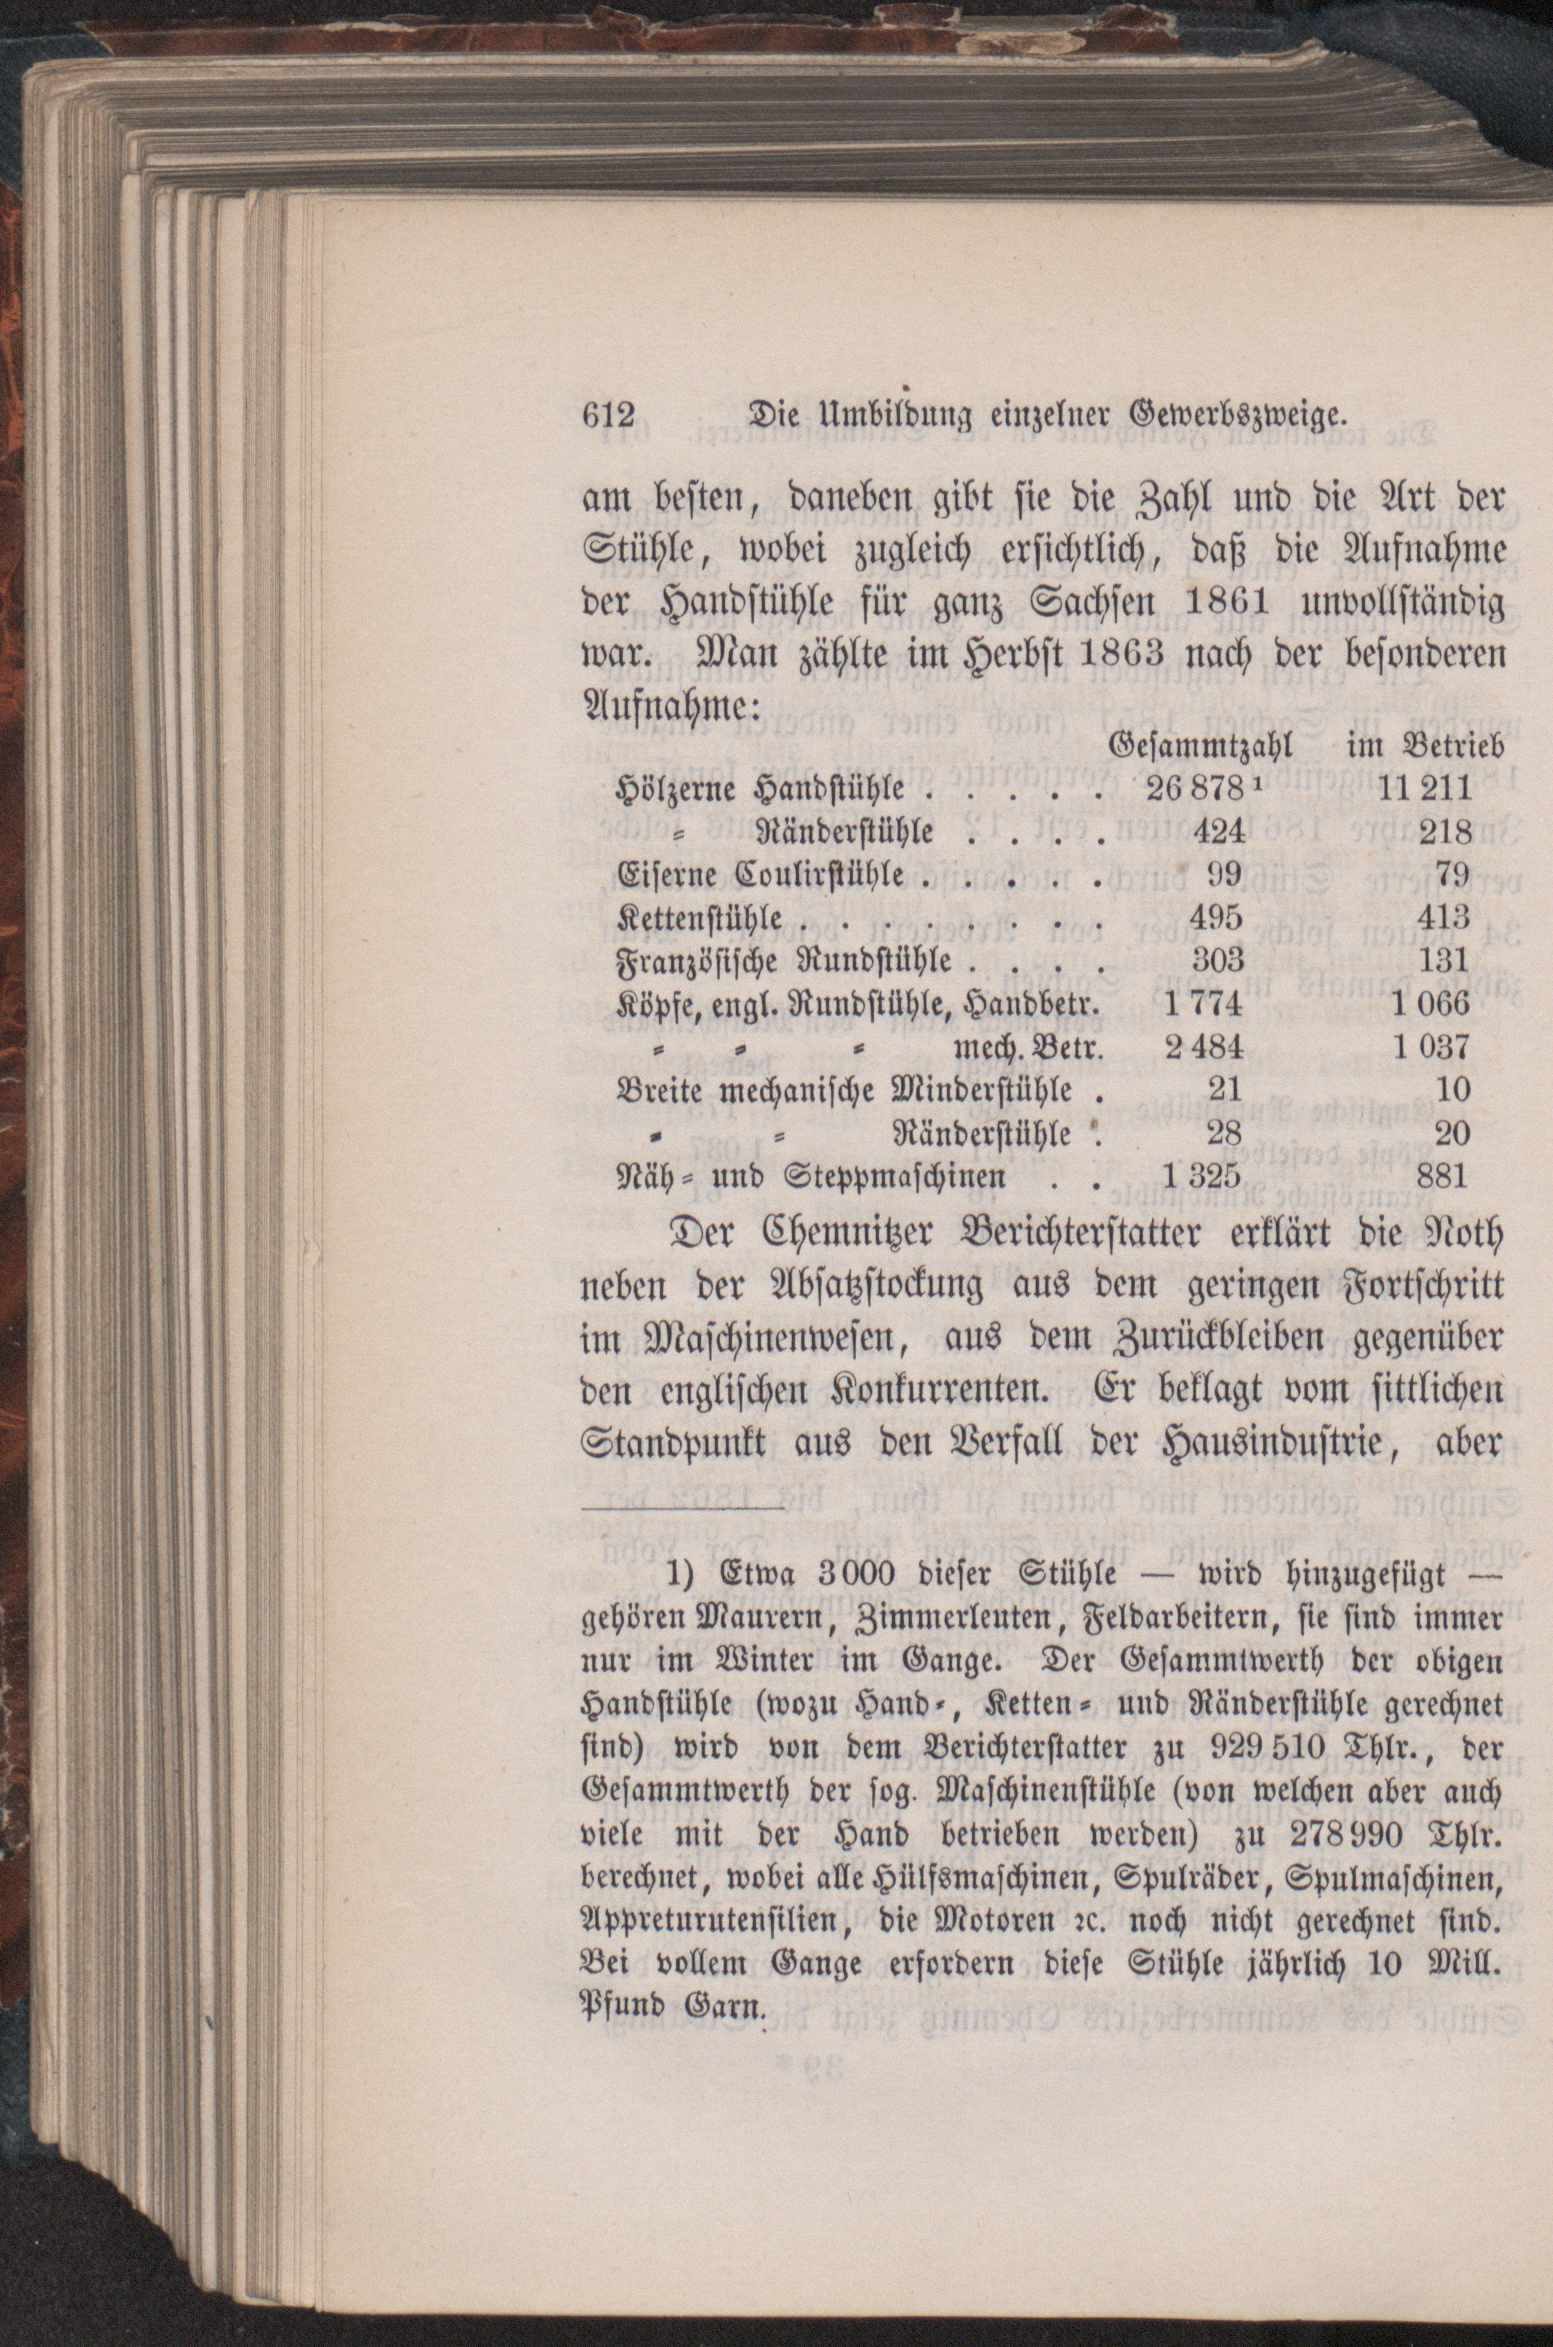 612 Die Umbildung einzelner Gewerbszweige.
am besten, daneben gibt sie die Zahl und die Art der
Stühle, wobei zugleich ersichtlich, daß die Aufnahme
der Handstühle für ganz Sachsen 1861 unvollständig
war. Man zählte im Herbst 1863 nach der besonderen
Aufnahme:
Gesammtzahl im Betrieb
Hölzerne Handstühle . . . . . 26 878 ¹ 11 211
„ Ränderstühle . . . . 424 218
Eiserne Coulirstühle . . . . . 99 79
Kettenstühle . . . . . . . . 495 413
Französische Rundstühle . . . . 303 131
Köpfe, engl. Rundstühle, Handbetr. 1 774 1 066
„ „ „ mech. Betr. 2 484 1 037
Breite mechanische Minderstühle . 21 10
„ „ Ränderstühle . 28 20
Näh- und Steppmaschinen . . 1 325 881
Der Chemnitzer Berichterstatter erklärt die Noth
neben der Absatzstockung aus dem geringen Fortschritt
im Maschinenwesen, aus dem Zurückbleiben gegenüber
den englischen Konkurrenten. Er beklagt vom sittlichen
Standpunkt aus den Verfall der Hausindustrie, aber
1) Etwa 3 000 dieser Stühle — wird hinzugefügt —
gehören Maurern, Zimmerleuten, Feldarbeitern, sie sind immer
nur im Winter im Gange. Der Gesammtwerth der obigen
Handstühle (wozu Hand-, Ketten- und Ränderstühle gerechnet
sind) wird von dem Berichterstatter zu 929 510 Thlr., der
Gesammtwerth der sog. Maschinenstühle (von welchen aber auch
viele mit der Hand betrieben werden) zu 278 990 Thlr.
berechnet, wobei alle Hülfsmaschinen, Spulräder, Spulmaschinen,
Appreturutensilien, die Motoren ꝛc. noch nicht gerechnet sind.
Bei vollem Gange erfordern diese Stühle jährlich 10 Mill.
Pfund Garn.